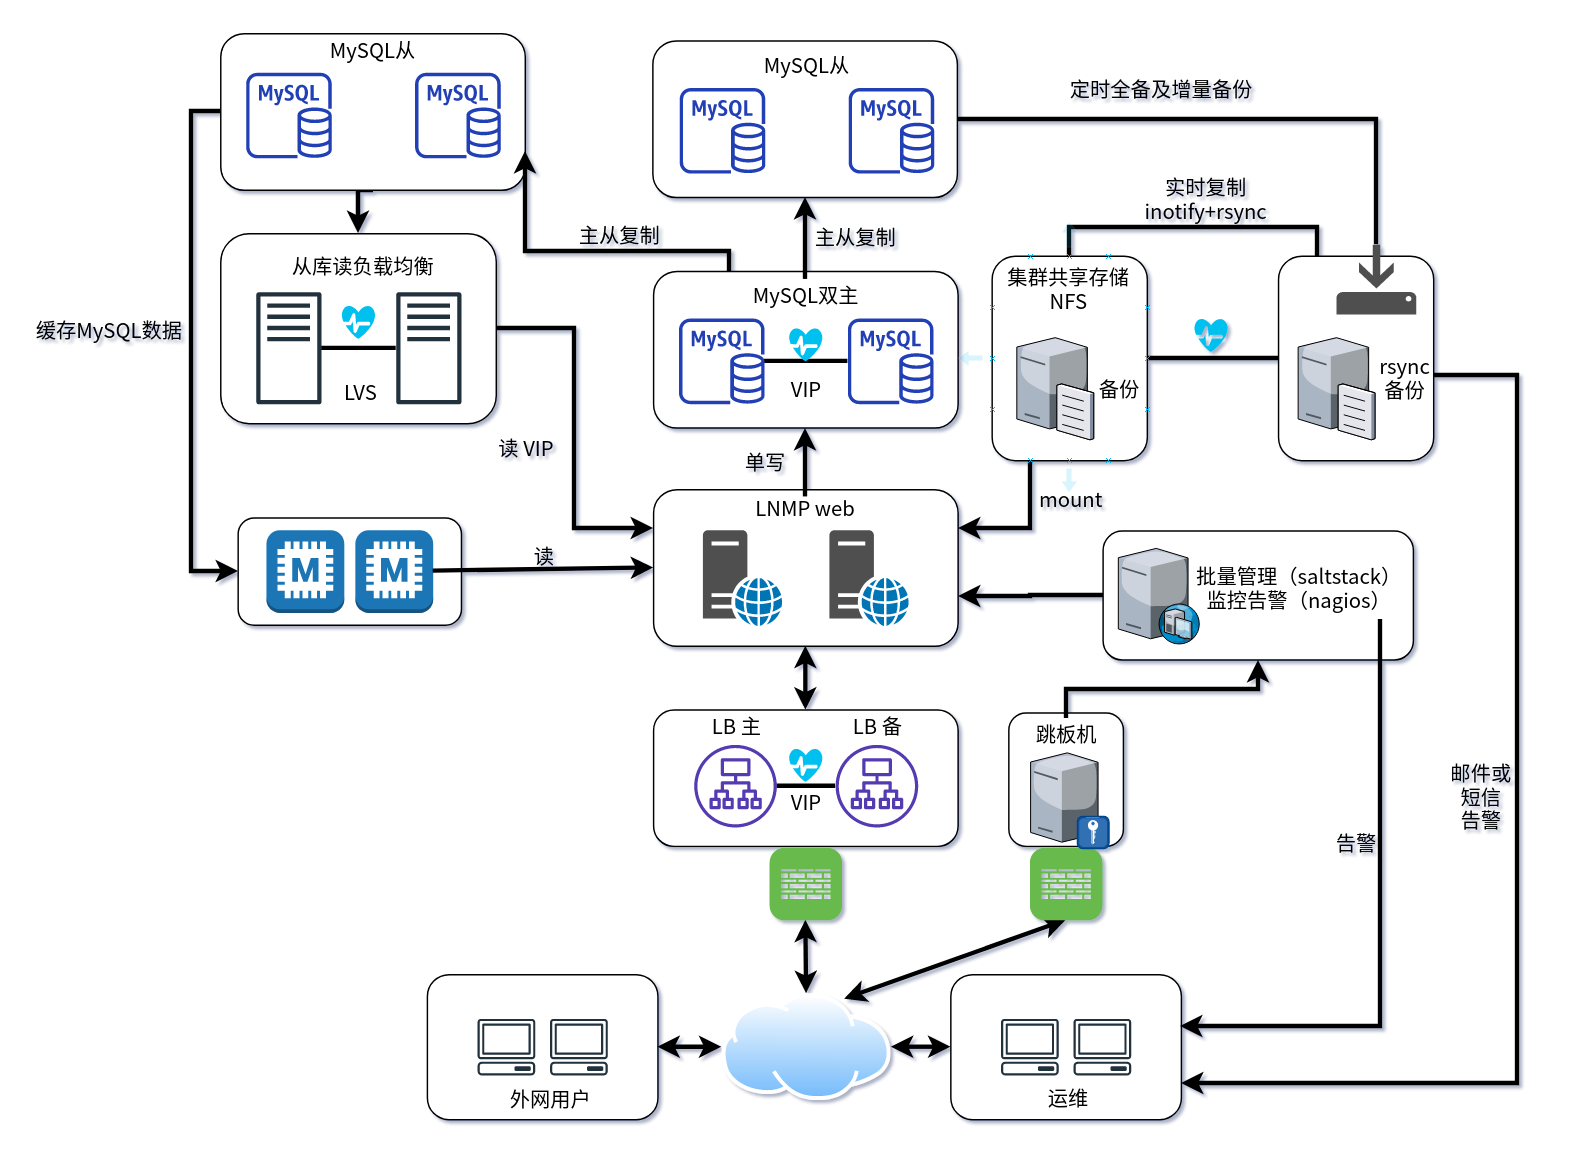 MySQL从
MySQL
MySQL
MySQL从
MySQL
MySQL
定时全备及增量备份
实时复制
inotify+rsync
主从复制
主从复制
从库读负载均衡
LVS
缓存MySQL数据
MySQL双主
MySQL
MySQL
VIP
集群共享存储
NFS
备份
rsync
备份
读 VIP
单写
mount
LNMP web
M
M
读
批量管理（saltstack）
监控告警（nagios）
LB 主
LB 备
VIP
跳板机
邮件或
短信
告警
告警
外网用户
运维